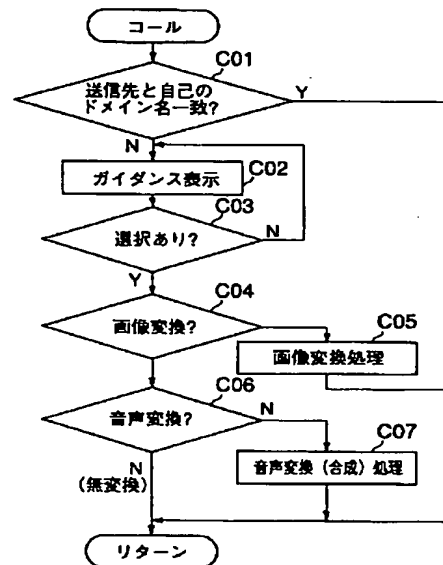 コール
C01
送信先と自己の
ドメイン名一致?
Y
N
C02
ガイダンス表示
C03
選択あり?
N
Y
C04
画像変換?
C05
画像変換処理
C06
音声変換?
N
C07
音声変換(合成)処理
N
(無変換)
リターン